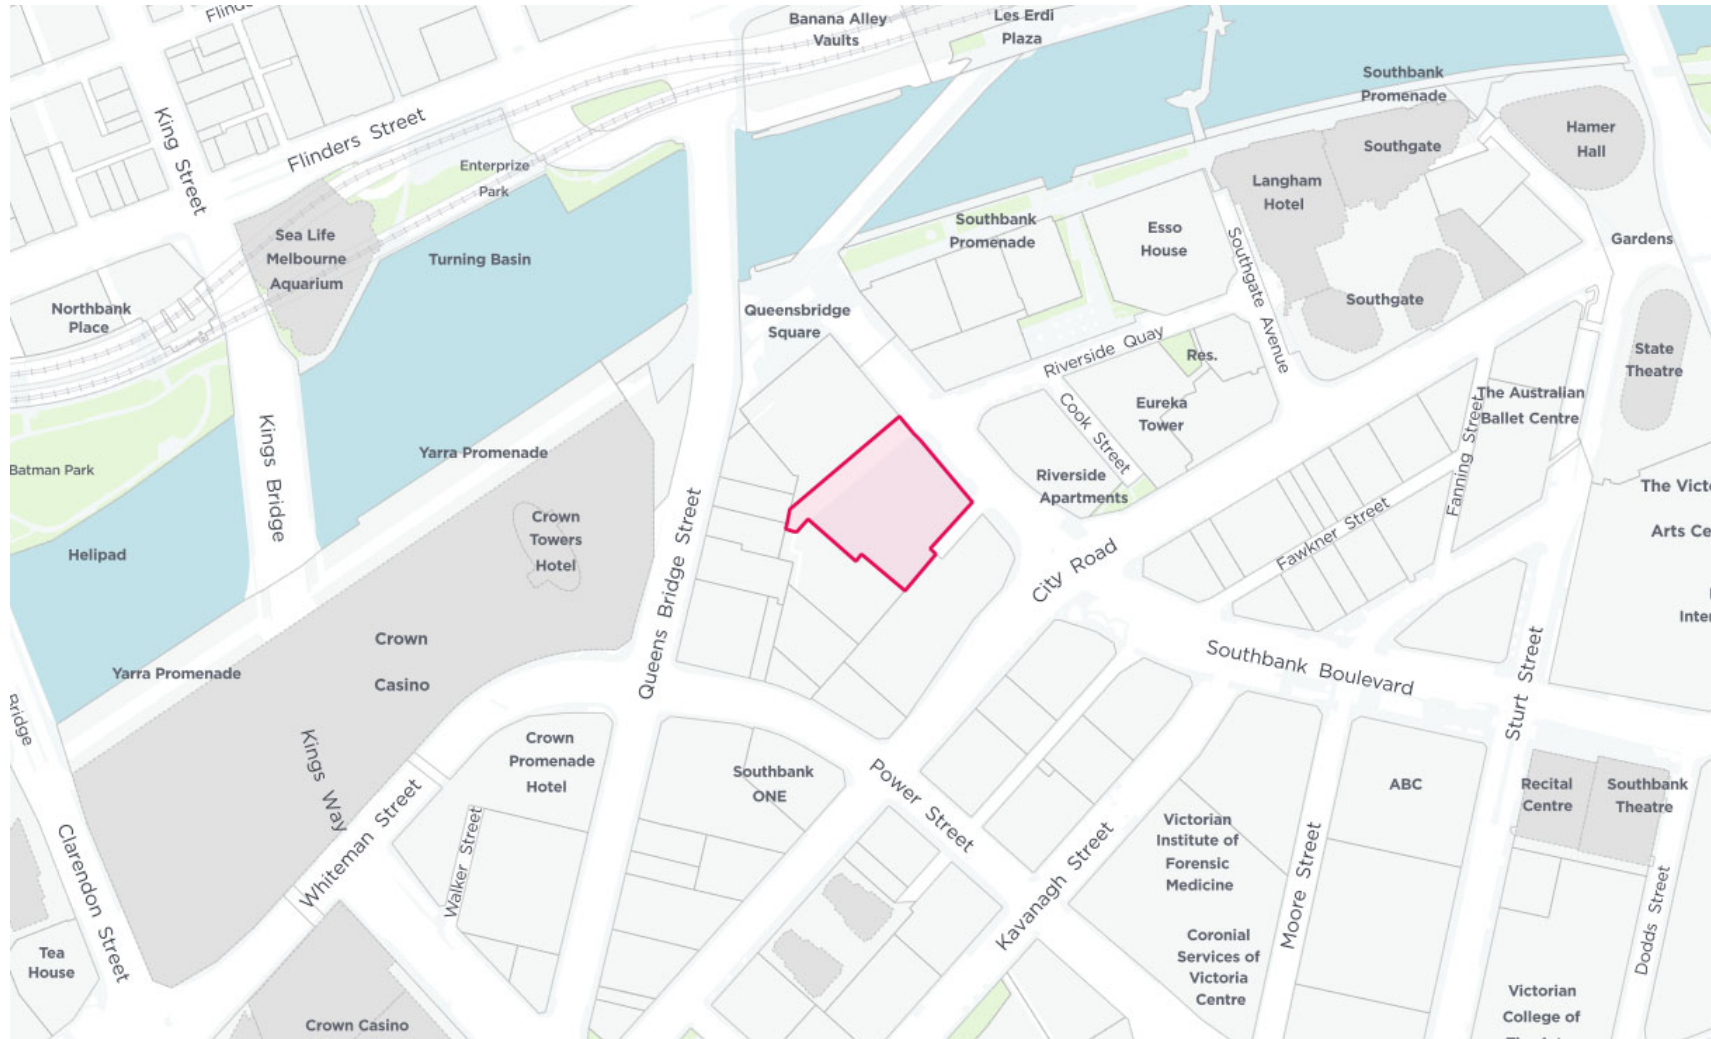 Banana Alley
Vaults
Les Erdi
Plaza
King Street
Flinders Street
Enterprize
Park
Southbank
Promenade
Hamer
Hall
Southgate
Langham
Hotel
Sea Life
Melbourne
Aquarium
Turning Basin
Southbank
Promenade
Esso
House
Southgate Avenue
Gardens
Northbank
Place
Queensbridge
Square
Southgate
Riverside Quay
Res.
State
Theatre
Cook Street
Eureka
Tower
The Australian
Ballet Centre
Fanning Street
Kings Bridge
Yarra Promenade
Batman Park
Riverside
Apartments
Crown
Towers
Hotel
Queens Bridge Street
Fawkner Street
Helipad
City Road
Crown
Casino
Yarra Promenade
Southbank Boulevard
Sturt Street
Bridge
Kings Way
Whiteman Street
Crown
Promenade
Hotel
Southbank
ONE
Power Street
ABC
Recital
Centre
Southbank
Theatre
Walker Street
Clarendon Street
Kavanagh Street
Victorian
Institute of
Forensic
Medicine
Moore Street
Dodds Street
Coronial
Services of
Victoria
Centre
Tea
House
Crown Casino
Victorian
College of